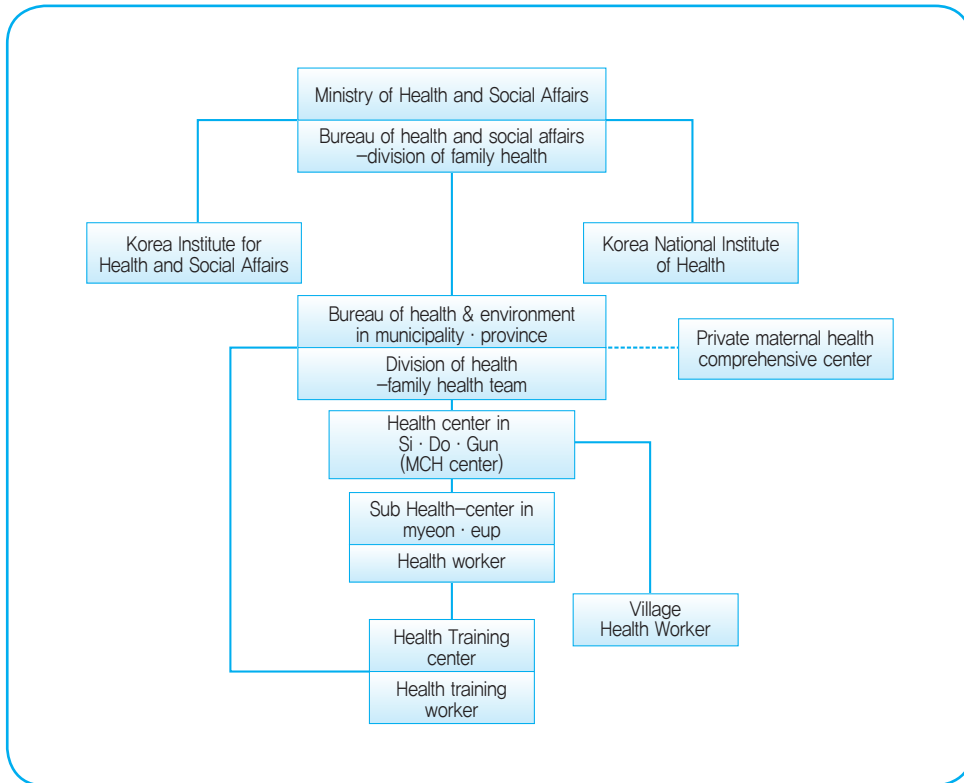 Ministry of Health and Social Affairs
Bureau of health and social affairs
–division of family health
Korea Institute for
Health and Social Affairs
Korea National Institute
of Health
Bureau of health & environment
in municipality · province
Private maternal health
comprehensive center
Division of health
–family health team
Health center in
Si · Do · Gun
(MCH center)
Sub Health–center in
myeon · eup
Health worker
Village
Health Worker
Health Training
center
Health training
worker